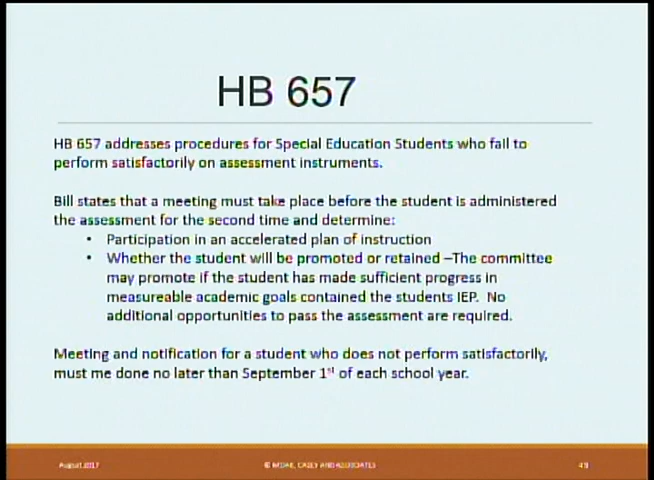 HB 657
HB 657 addresses procedures for Special Education Students who fail to
perform satisfactorily on assessment instruments.
Bill states that a meeting must take place before the student is administered
the assessment for the second time and determine:
• Participation in an accelerated plan of instruction
• Whether the student will be promoted or retained –The committee
may promote if the student has made sufficient progress in
measureable academic goals contained the students IEP. No
additional opportunities to pass the assessment are required.
Meeting and notification for a student who does not perform satisfactorily,
must me done no later than September 1st of each school year.
August 2017
© CASEY AND ASSOCIATES